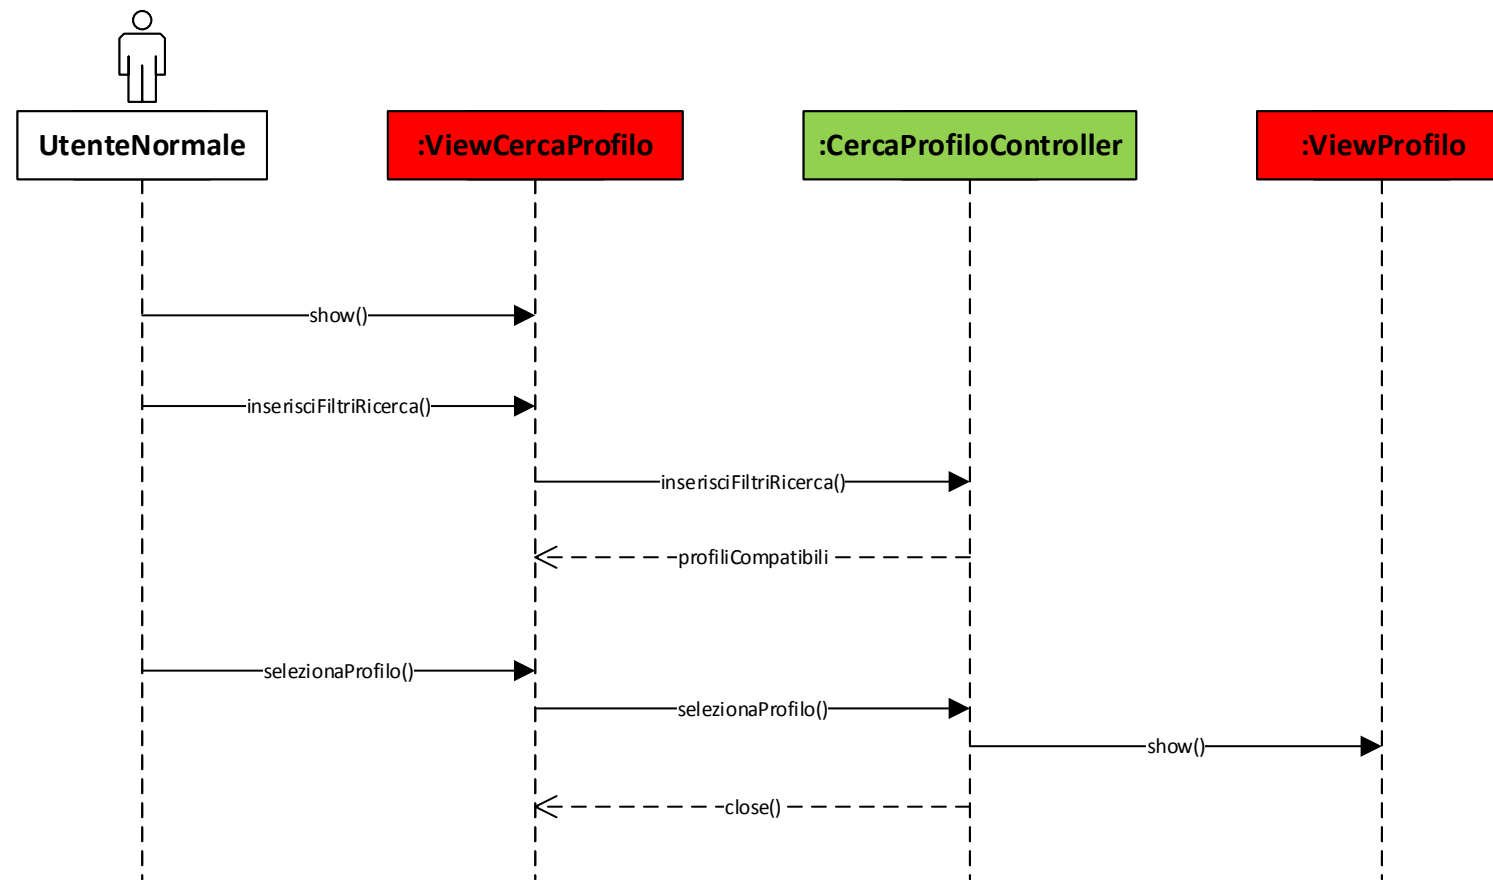 UtenteNormale
:ViewCercaProfilo
:CercaProfiloController
:ViewProfilo
show()
inserisciFiltriRicerca()
inserisciFiltriRicerca()
profiliCompatibili
selezionaProfilo()
selezionaProfilo()
show()
close()